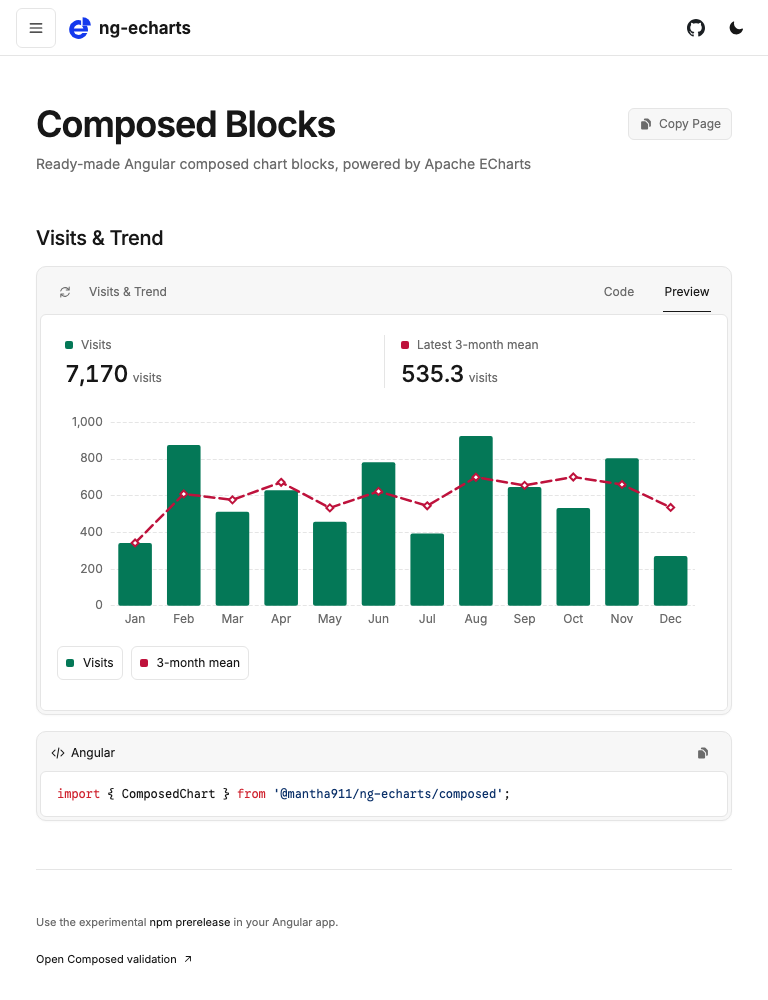 ng-echarts
Composed Blocks
Copy Page
Ready-made Angular composed chart blocks, powered by Apache ECharts
Visits & Trend
Visits & Trend
Code
Preview
Visits
7,170 visits
Latest 3-month mean
535.3 visits
1,000
800
600
400
200
0
Jan Feb Mar Apr May Jun Jul Aug Sep Oct Nov Dec
Visits
3-month mean
Angular
import { ComposedChart } from '@mantha911/ng-echarts/composed';
Use the experimental npm prerelease in your Angular app.
Open Composed validation